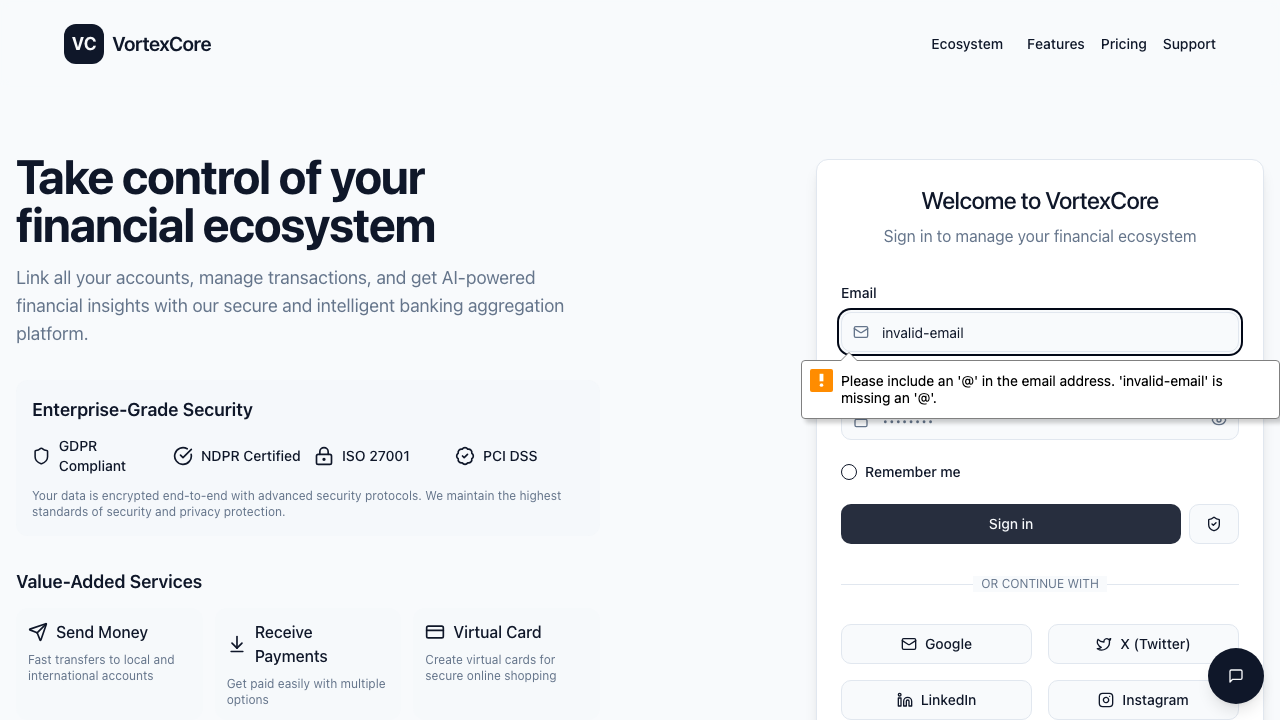 VC VortexCore
Ecosystem Features Pricing Support
Take control of your
financial ecosystem
Link all your accounts, manage transactions, and get AI-powered
financial insights with our secure and intelligent banking aggregation
platform.
Enterprise-Grade Security
GDPR
Compliant
NDPR Certified
ISO 27001
PCI DSS
Your data is encrypted end-to-end with advanced security protocols. We maintain the highest
standards of security and privacy protection.
Value-Added Services
Send Money
Fast transfers to local and
international accounts
Receive
Payments
Get paid easily with multiple
options
Virtual Card
Create virtual cards for
secure online shopping
Welcome to VortexCore
Sign in to manage your financial ecosystem
Email
invalid-email
Please include an '@' in the email address. 'invalid-email' is
missing an '@'.
Remember me
Sign in
OR CONTINUE WITH
Google
X (Twitter)
LinkedIn
Instagram